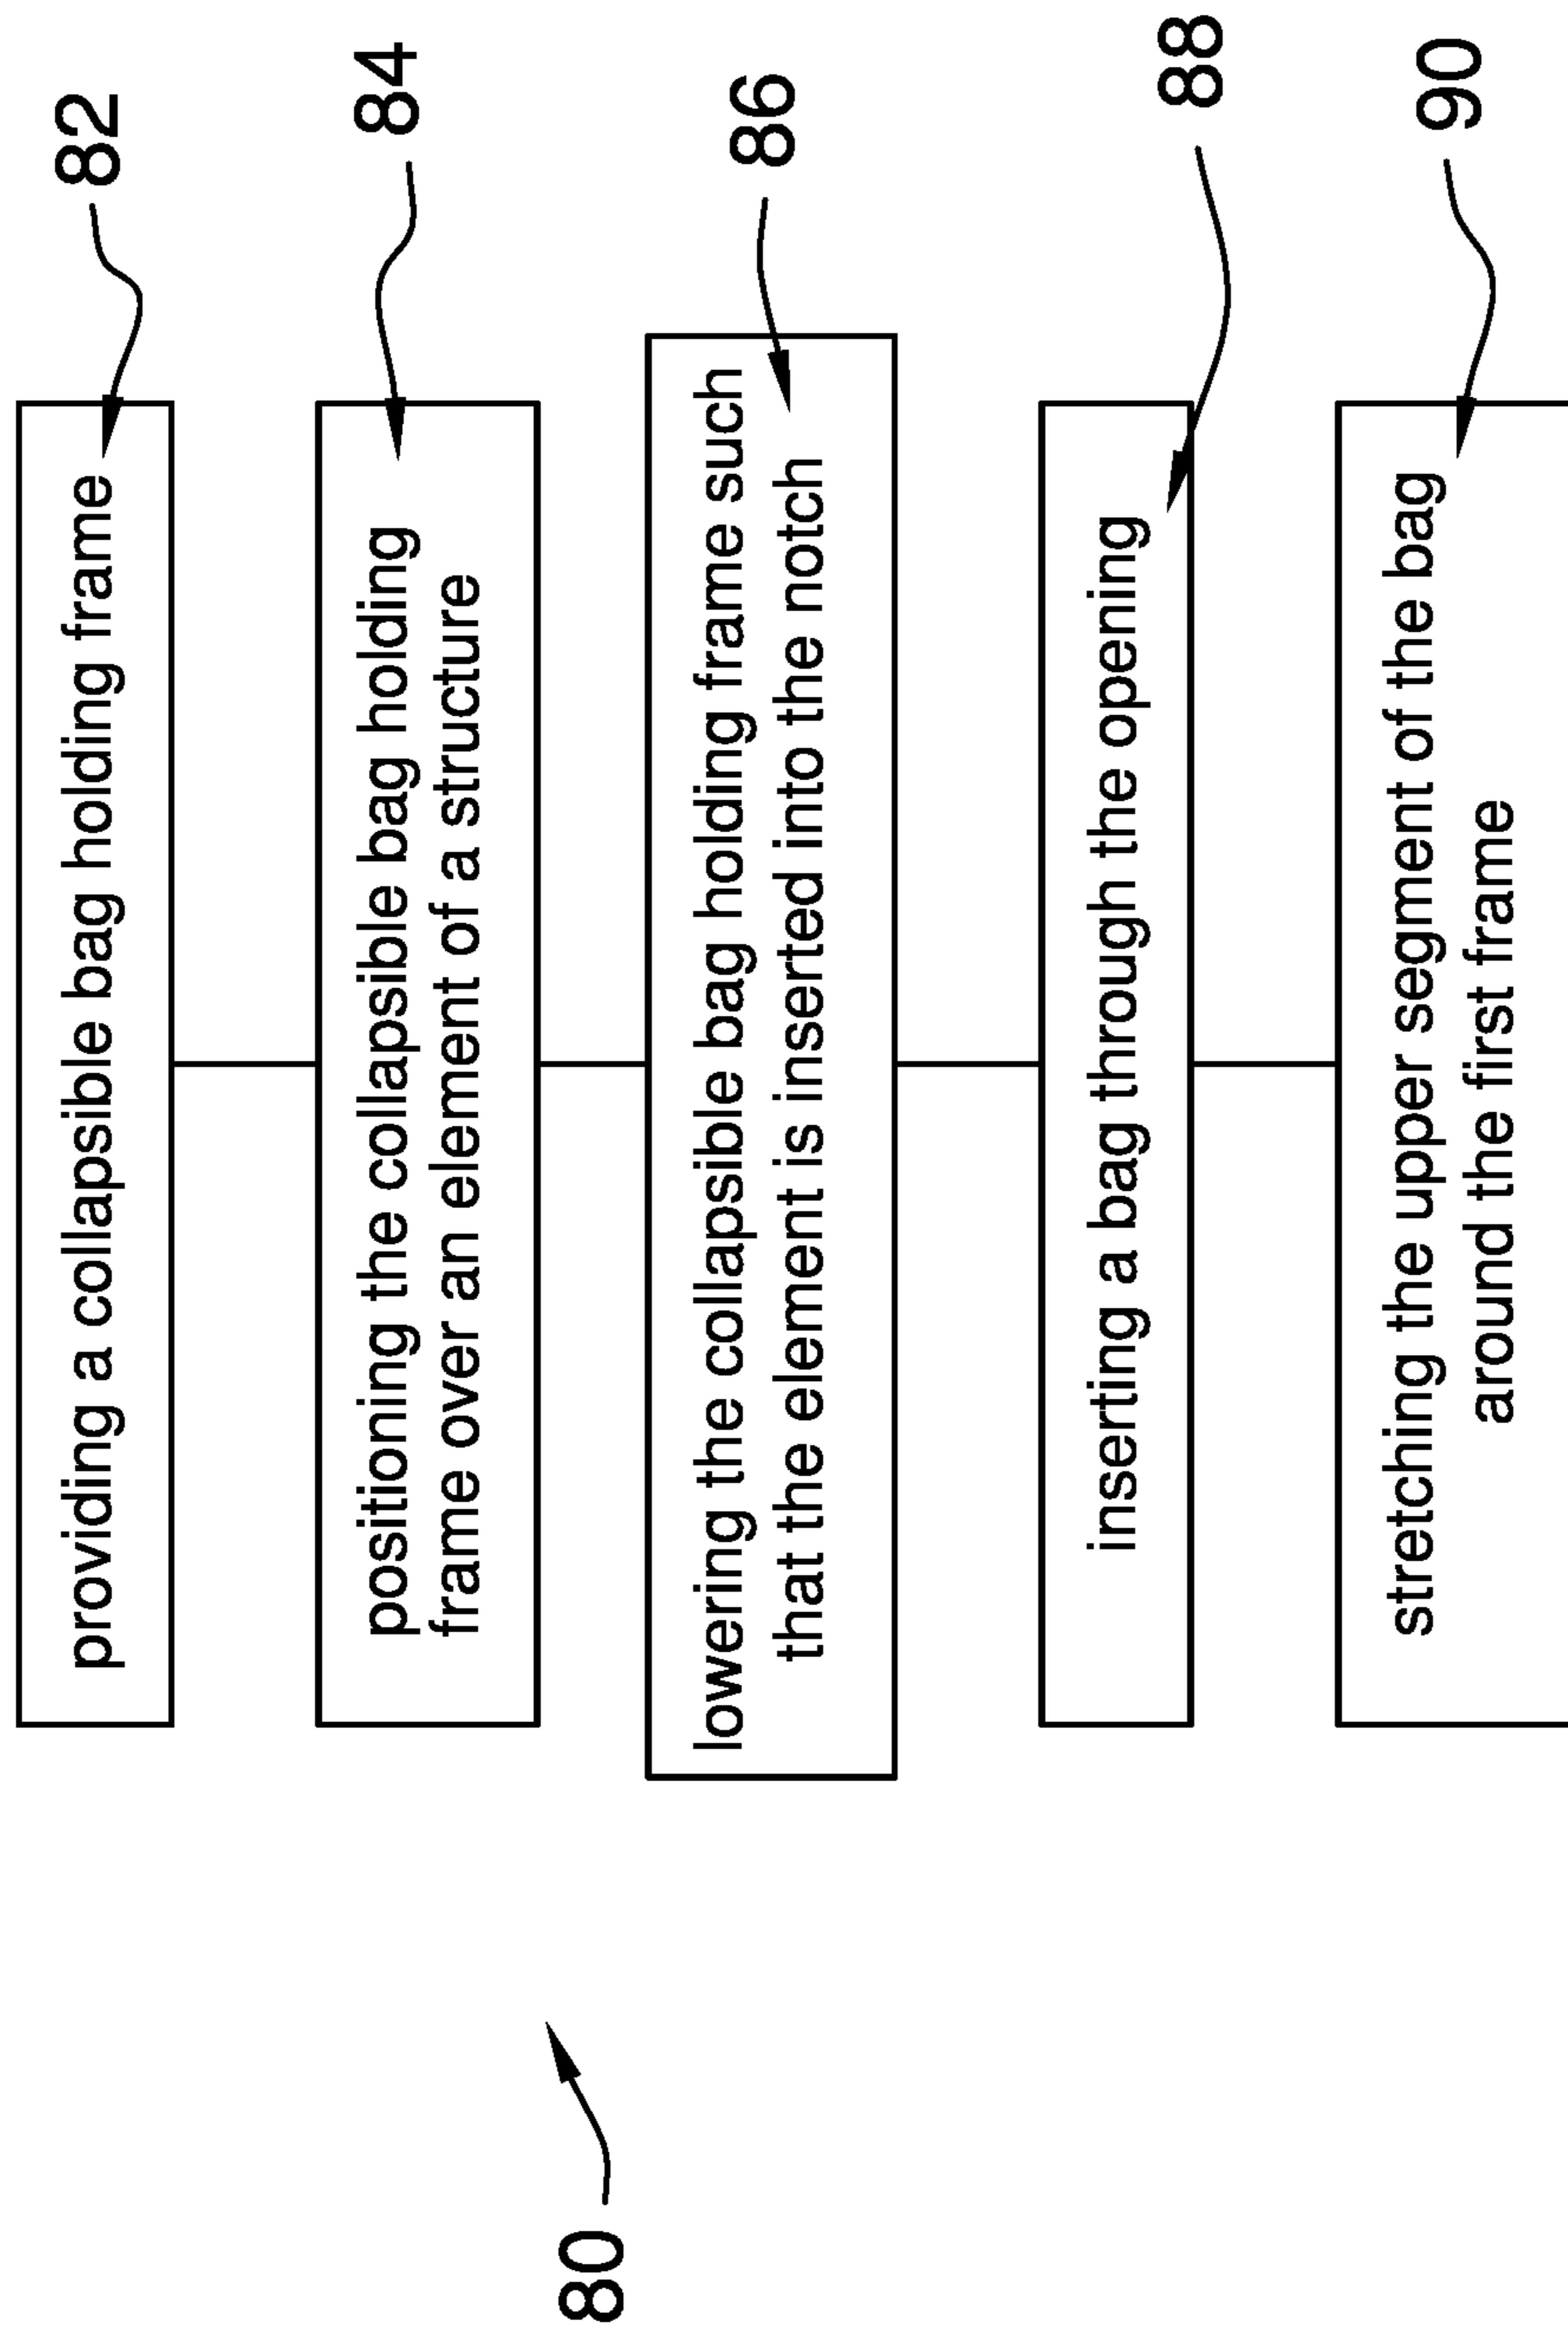 80
providing a collapsible bag holding frame
82
positioning the collapsible bag holding
frame over an element of a structure
84
lowering the collapsible bag holding frame such
that the element is inserted into the notch
86
inserting a bag through the opening
88
stretching the upper segment of the bag
around the first frame
90